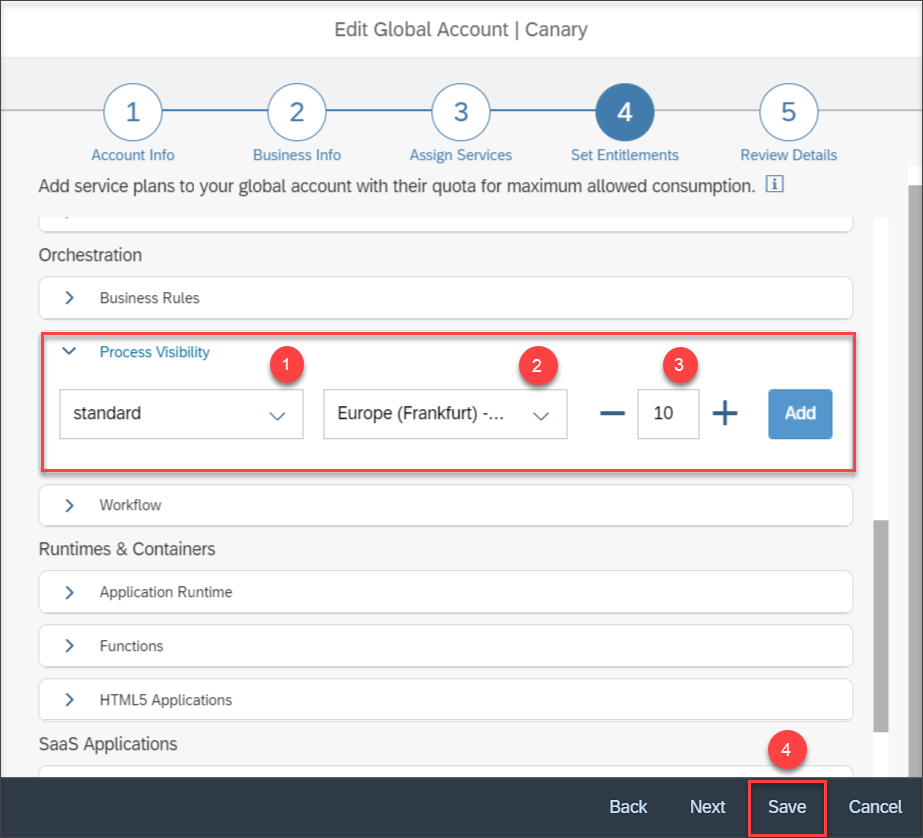 Edit Global Account | Canary
1 2 3 4 5
Account Info Business Info Assign Services Set Entitlements Review Details
Add service plans to your global account with their quota for maximum allowed consumption. i
Orchestration
Business Rules
Process Visibility
1 2 3
standard Europe (Frankfurt) -... 10 Add
Workflow
Runtimes & Containers
Application Runtime
Functions
HTML5 Applications
SaaS Applications
4
Back Next Save Cancel